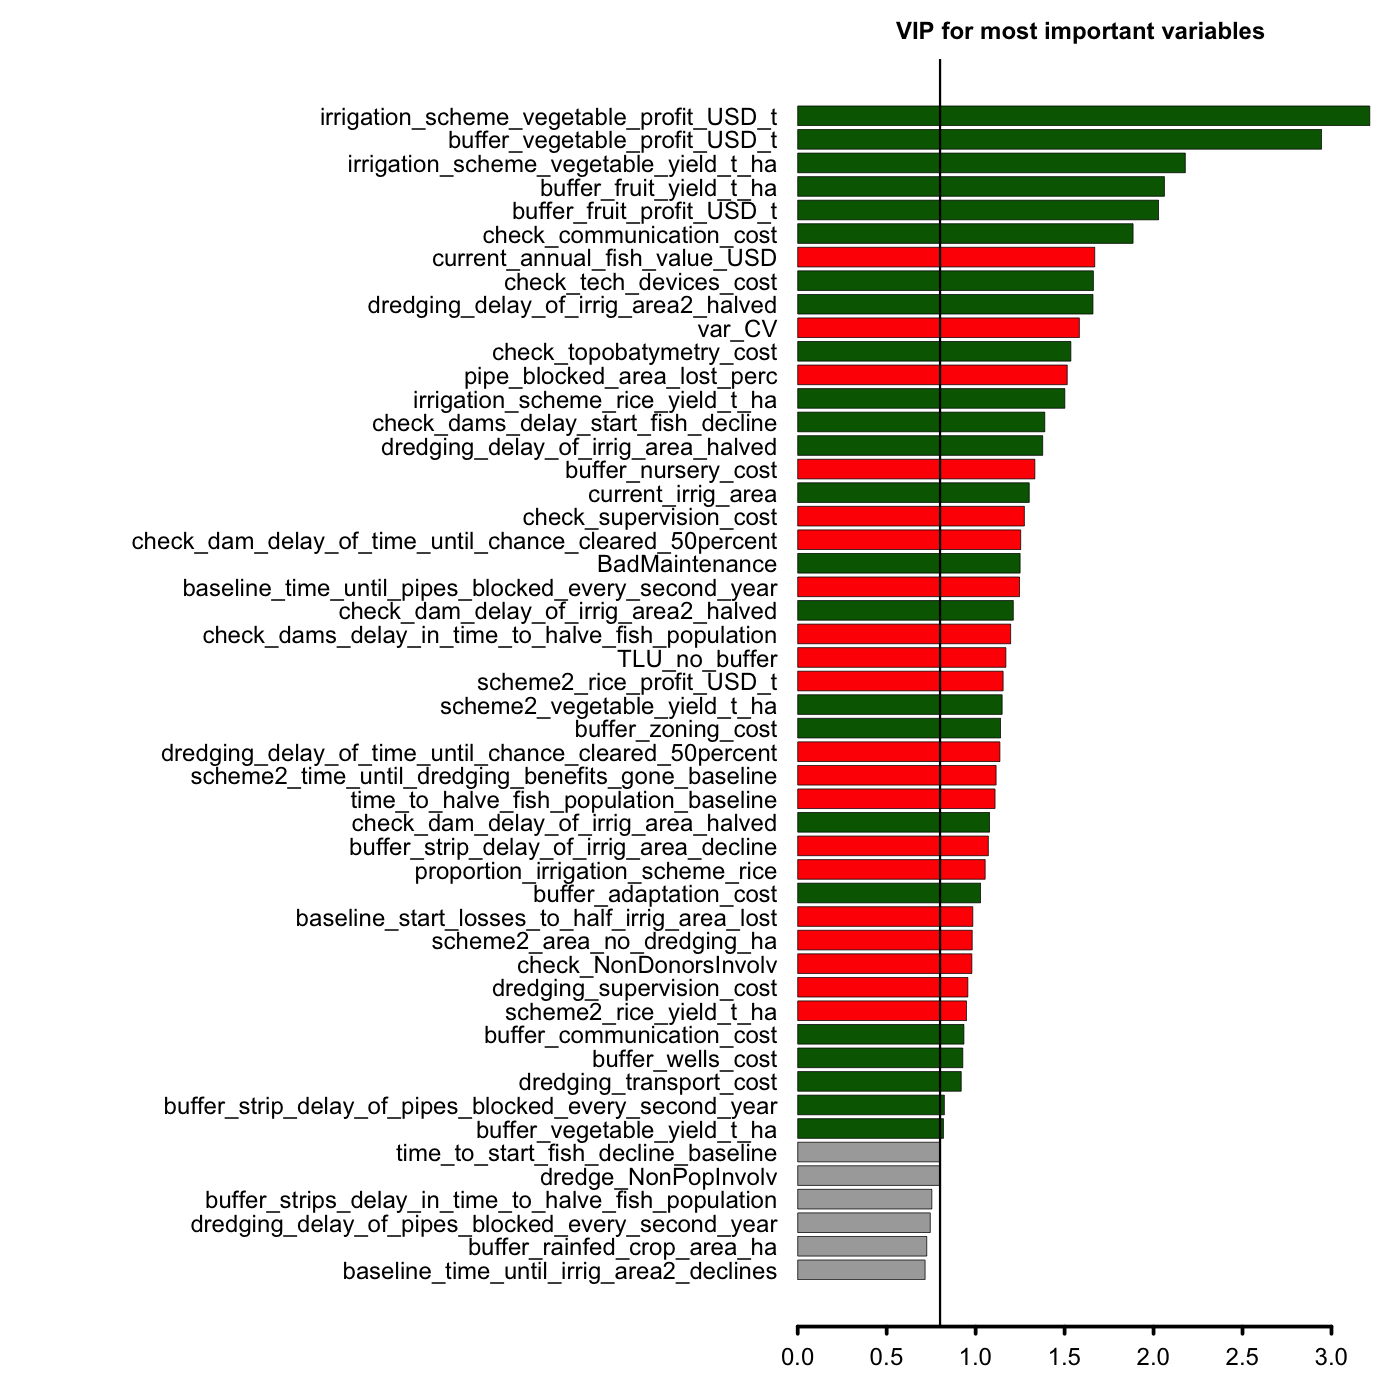 VIP for most important variables
irrigation_scheme_vegetable_profit_USD_t
buffer_vegetable_profit_USD_t
irrigation_scheme_vegetable_yield_t_ha
buffer_fruit_yield_t_ha
buffer_fruit_profit_USD_t
check_communication_cost
current_annual_fish_value_USD
check_tech_devices_cost
dredging_delay_of_irrig_area2_halved
var_CV
check_topobatymetry_cost
pipe_blocked_area_lost_perc
irrigation_scheme_rice_yield_t_ha
check_dams_delay_start_fish_decline
dredging_delay_of_irrig_area_halved
buffer_nursery_cost
current_irrig_area
check_supervision_cost
check_dam_delay_of_time_until_chance_cleared_50percent
BadMaintenance
baseline_time_until_pipes_blocked_every_second_year
check_dam_delay_of_irrig_area2_halved
check_dams_delay_in_time_to_halve_fish_population
TLU_no_buffer
scheme2_rice_profit_USD_t
scheme2_vegetable_yield_t_ha
buffer_zoning_cost
dredging_delay_of_time_until_chance_cleared_50percent
scheme2_time_until_dredging_benefits_gone_baseline
time_to_halve_fish_population_baseline
check_dam_delay_of_irrig_area_halved
buffer_strip_delay_of_irrig_area_decline
proportion_irrigation_scheme_rice
buffer_adaptation_cost
baseline_start_losses_to_half_irrig_area_lost
scheme2_area_no_dredging_ha
check_NonDonorsInvolv
dredging_supervision_cost
scheme2_rice_yield_t_ha
buffer_communication_cost
buffer_wells_cost
dredging_transport_cost
buffer_strip_delay_of_pipes_blocked_every_second_year
buffer_vegetable_yield_t_ha
time_to_start_fish_decline_baseline
dredge_NonPopInvolv
buffer_strips_delay_in_time_to_halve_fish_population
dredging_delay_of_pipes_blocked_every_second_year
buffer_rainfed_crop_area_ha
baseline_time_until_irrig_area2_declines
0.0 0.5 1.0 1.5 2.0 2.5 3.0